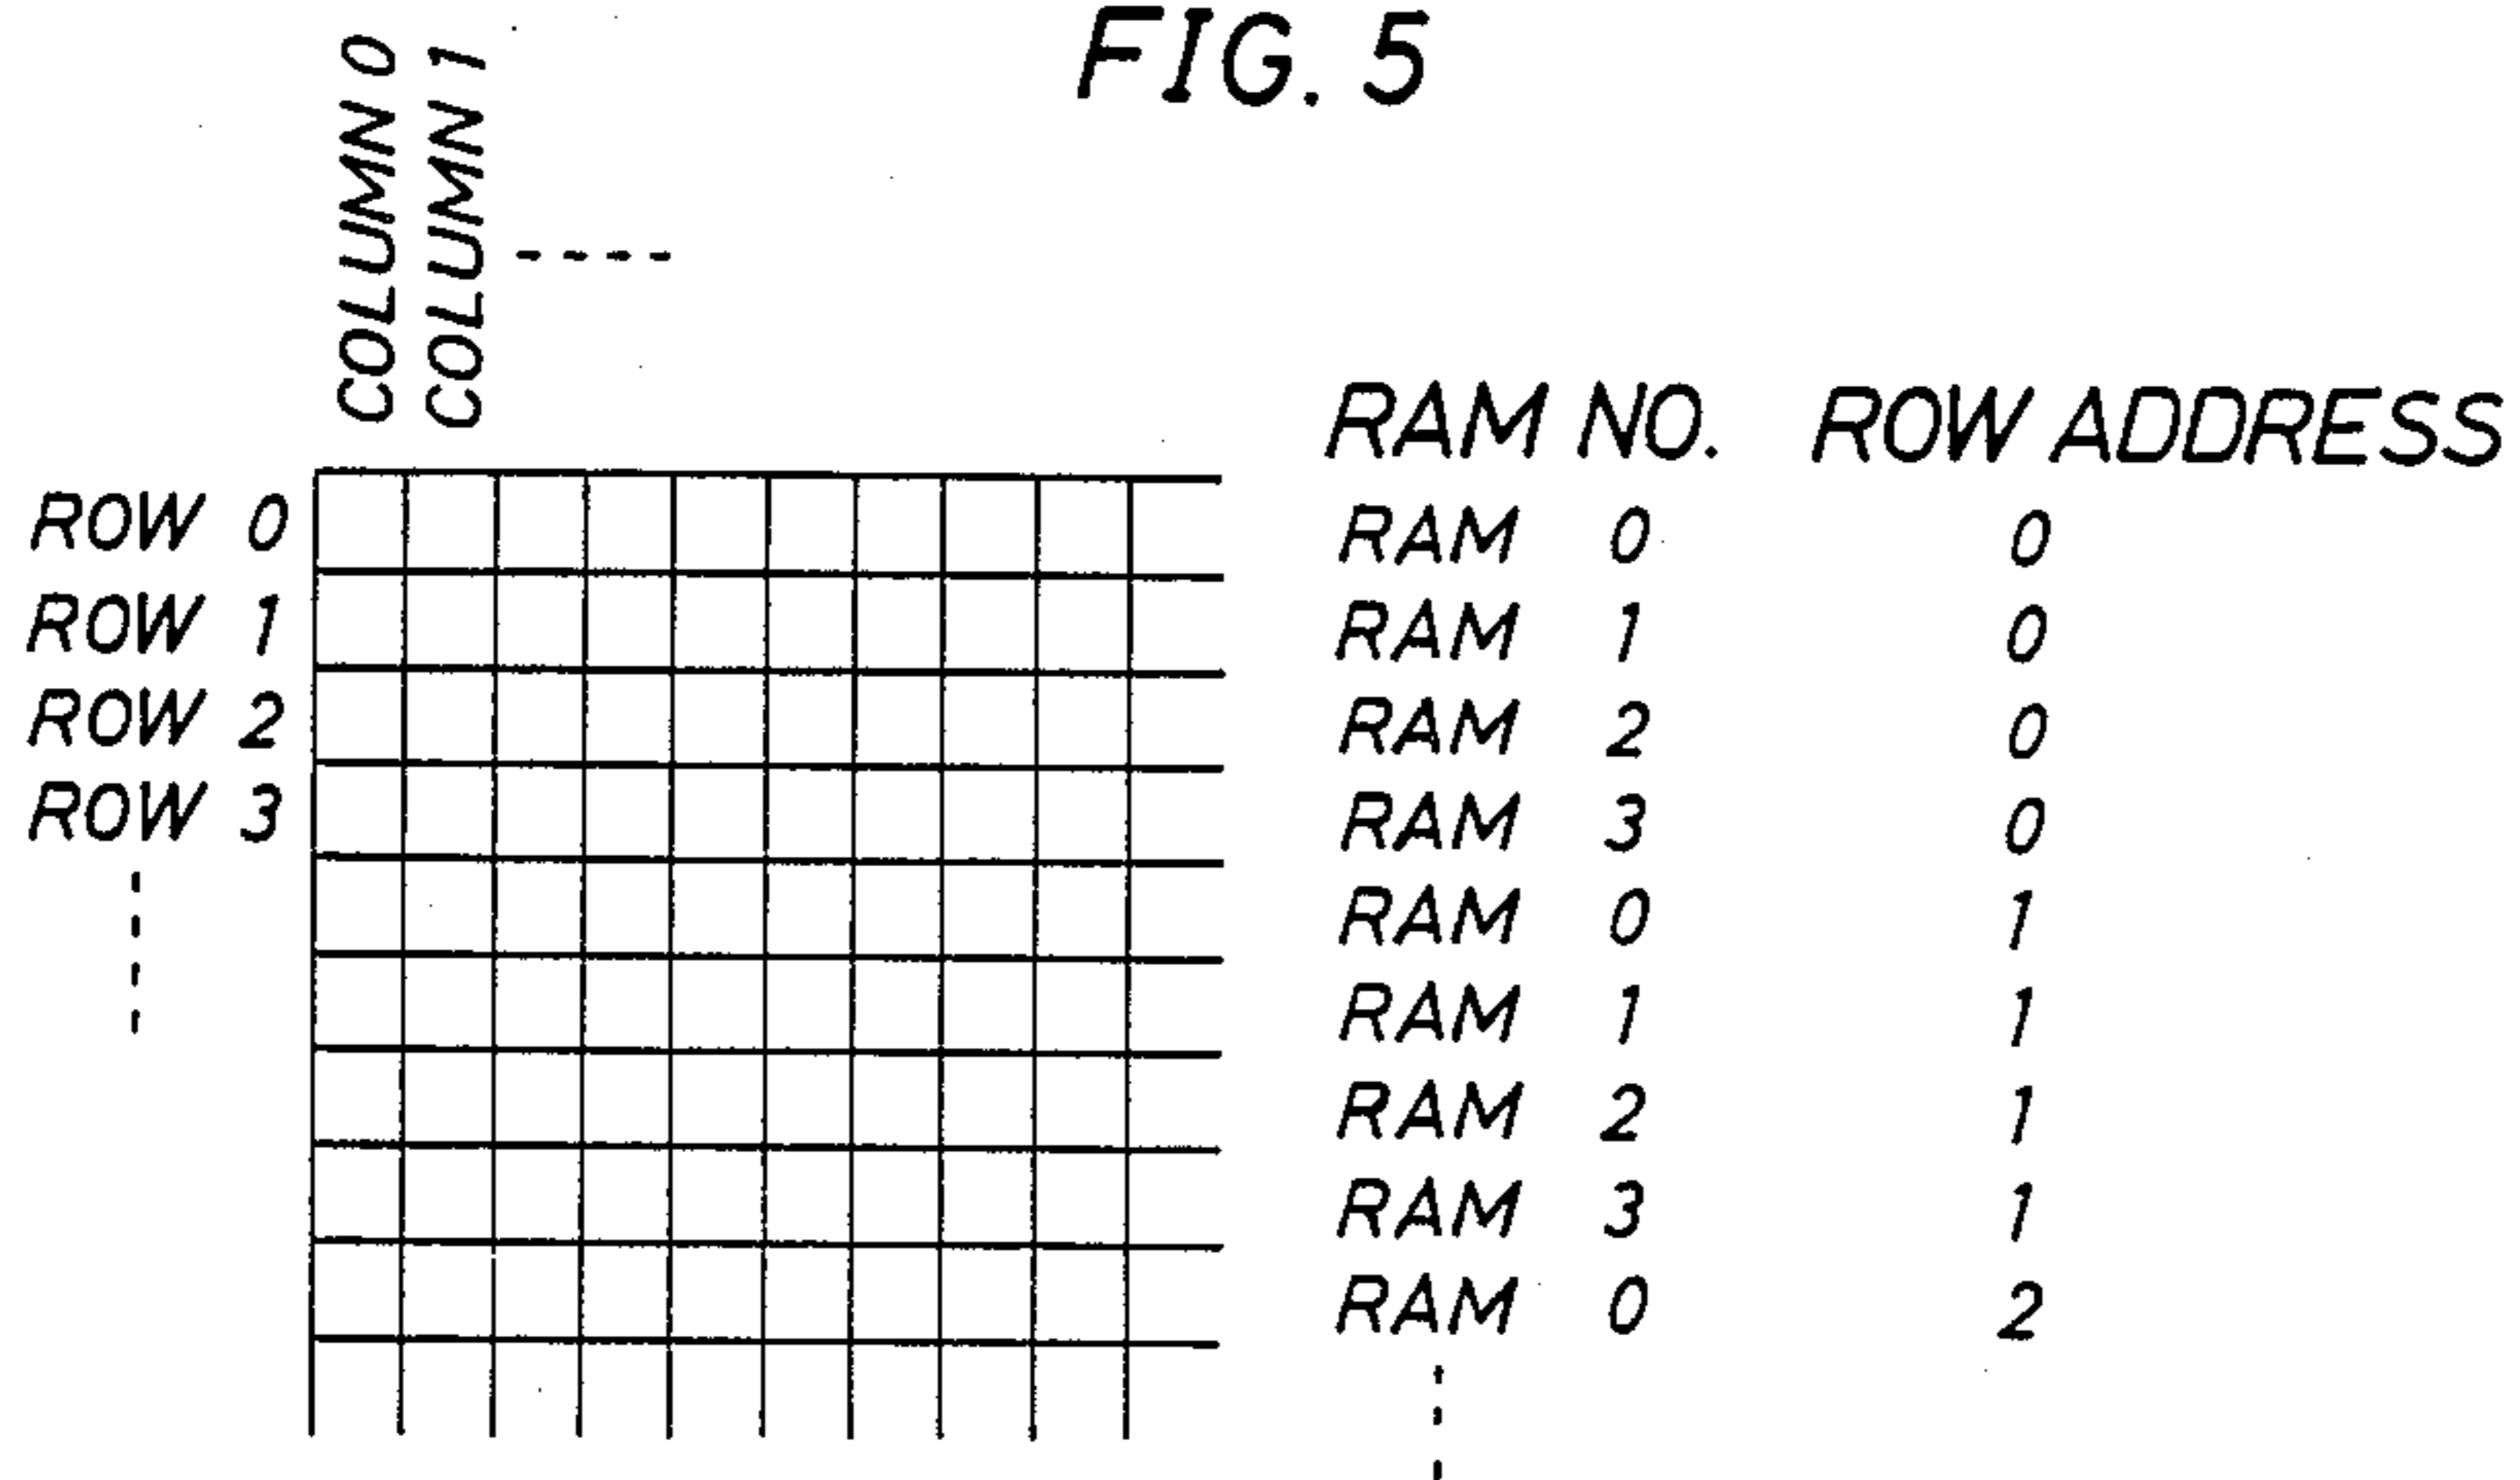 FIG. 5
COLUMN 0
COLUMN 1
RAM NO. ROW ADDRESS
ROW 0 RAM 0 0
ROW 1 RAM 1 0
ROW 2 RAM 2 0
ROW 3 RAM 3 0
RAM 0 1
RAM 1 1
RAM 2 1
RAM 3 1
RAM 0 2